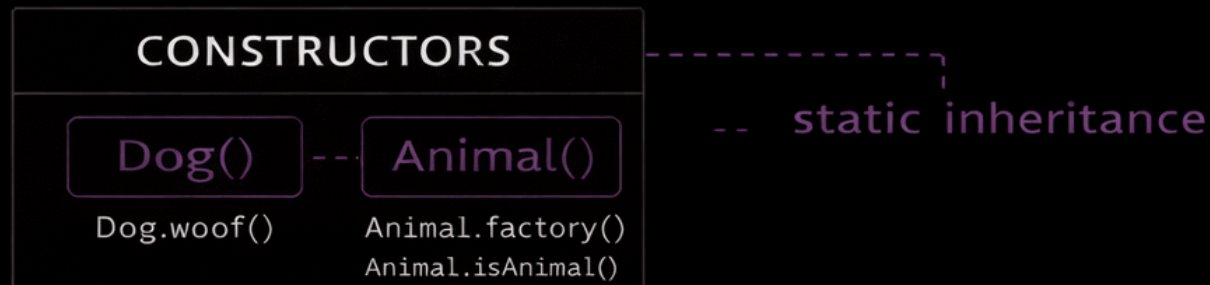 CONSTRUCTORS
static inheritance
Dog() Animal()
Dog.woof() Animal.factory()
Animal.isAnimal()